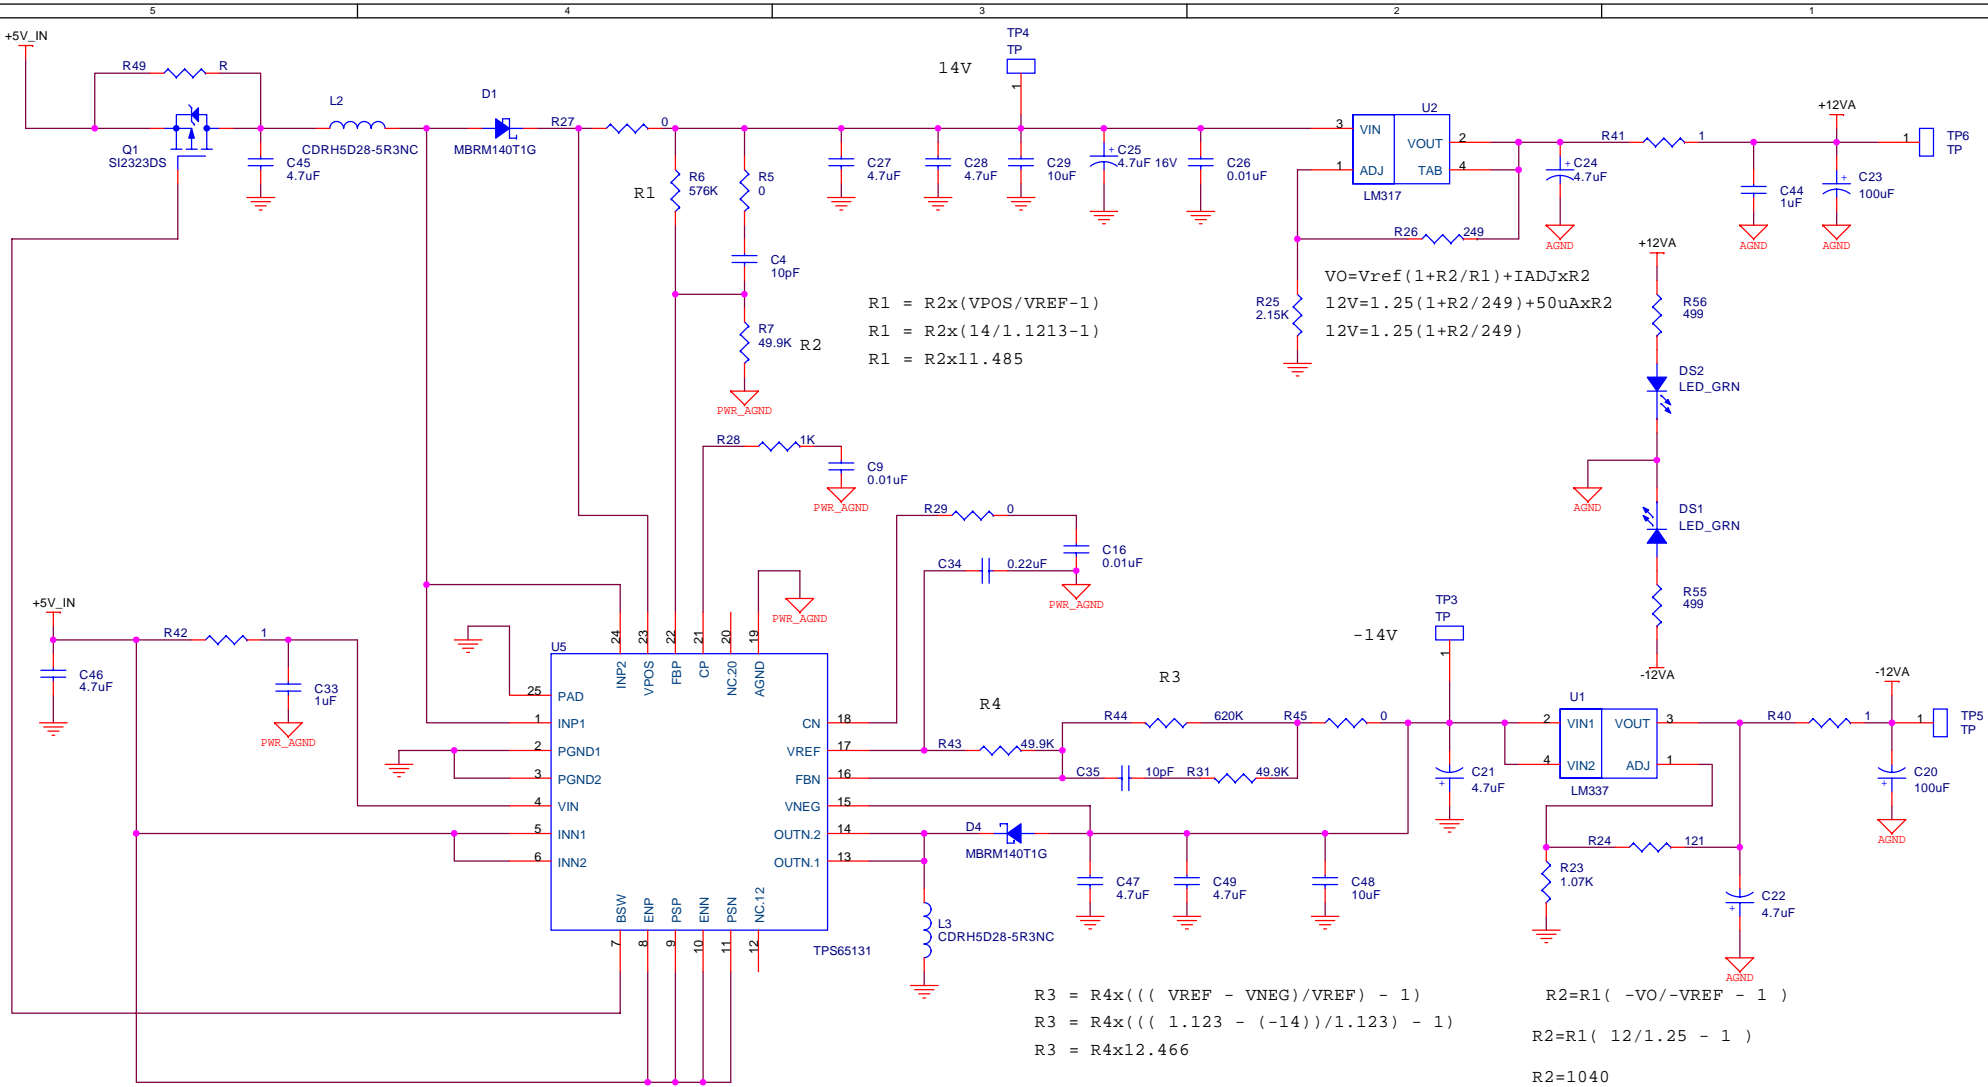 5 4 3 2 1
+5V_IN
R49 R
Q1
SI2323DS
L2
CDRH5D28-5R3NC
C45
4.7uF
D1
MBRM140T1G
R27 0
R1
R6
576K
R5
0
C4
10pF
R7
49.9K
R2
PWR_AGND
14V
TP4
TP
1
C27
4.7uF
C28
4.7uF
C29
10uF
+ C25
4.7uF 16V
C26
0.01uF
U2
3 VIN
VOUT 2
1 ADJ
TAB 4
LM317
R26 249
R25
2.15K
+ C24
4.7uF
AGND
R41 1
C44
1uF
AGND
+12VA
+ C23
100uF
AGND
1 TP6
TP
R1 = R2x(VPOS/VREF-1)
R1 = R2x(14/1.1213-1)
R1 = R2x11.485
VO=Vref(1+R2/R1)+IADJxR2
12V=1.25(1+R2/249)+50uAxR2
12V=1.25(1+R2/249)
+12VA
R56
499
DS2
LED_GRN
AGND
DS1
LED_GRN
R55
499
-12VA
R28 1K
C9
0.01uF
PWR_AGND
R29 0
C16
0.01uF
C34 0.22uF
PWR_AGND
PWR_AGND
+5V_IN
R42 1
C46
4.7uF
C33
1uF
PWR_AGND
U5
24 INP2
23 VPOS
22 FBP
21 CP
20 NC.20
19 AGND
25 PAD
1 INP1
2 PGND1
3 PGND2
4 VIN
5 INN1
6 INN2
CN 18
VREF 17
FBN 16
VNEG 15
OUTN.2 14
OUTN.1 13
7 BSW
8 ENP
9 PSP
10 ENN
11 PSN
12 NC.12
TPS65131
R4
R43 49.9K
R3
R44 620K
R45 0
C35 10pF
R31 49.9K
D4
MBRM140T1G
L3
CDRH5D28-5R3NC
C47
4.7uF
C49
4.7uF
C48
10uF
-14V
TP3
TP
1
C21
+ 4.7uF
U1
2 VIN1
VOUT 3
4 VIN2
ADJ 1
LM337
R24 121
R23
1.07K
C22
+ 4.7uF
AGND
R40 1
-12VA
C20
+ 100uF
AGND
1 TP5
TP
R3 = R4x((( VREF - VNEG)/VREF) - 1)
R3 = R4x((( 1.123 - (-14))/1.123) - 1)
R3 = R4x12.466
R2=R1( -VO/-VREF - 1 )
R2=R1( 12/1.25 - 1 )
R2=1040